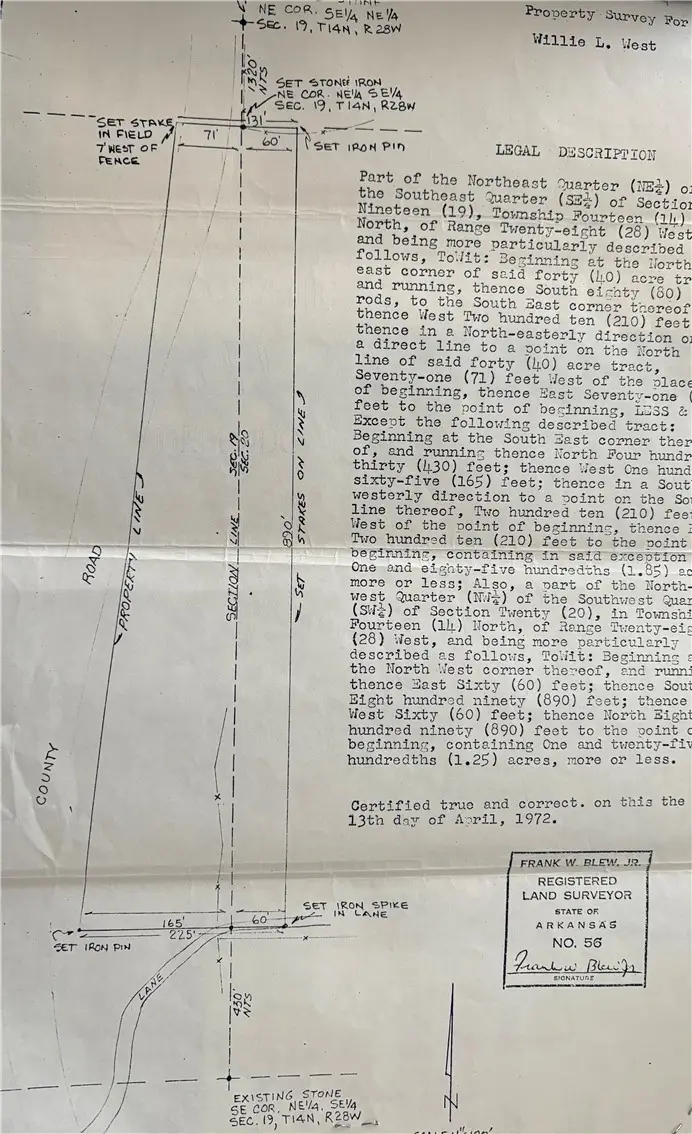 NE COR. SE1/4 NE1/4
SEC. 19, T14N, R28W
1320'
NTS
SET STONE IRON
NE COR. NE1/4 SE1/4
SEC. 19, T14N, R28W
SET STAKE
IN FIELD
7' WEST OF
FENCE
131'
71'
60'
SET IRON PIN
ROAD
COUNTY
PROPERTY LINE
SECTION LINE
SEC. 19
SEC. 20
890'
SET STAKES ON LINE
165'
60'
225'
SET IRON SPIKE
IN LANE
SET IRON PIN
LANE
430'
NTS
EXISTING STONE
SE COR. NE1/4, SE1/4
SEC. 19, T14N, R28W
N
Property Survey For
Willie L. West
LEGAL DESCRIPTION
Part of the Northeast Quarter (NE¼) o
the Southeast Quarter (SE¼) of Section
Nineteen (19), Township Fourteen (14)
North, of Range Twenty-eight (28) West
and being more particularly described
follows, ToWit: Beginning at the North
east corner of said forty (40) acre tr
and running, thence South eighty (80)
rods, to the South East corner thereof
thence West Two hundred ten (210) feet
thence in a North-easterly direction o
a direct line to a point on the North
line of said forty (40) acre tract,
Seventy-one (71) feet West of the place
of beginning, thence East Seventy-one (
feet to the point of beginning, LESS &
Except the following described tract:
Beginning at the South East corner ther
of, and running thence North Four hundr
thirty (430) feet; thence West One hund
sixty-five (165) feet; thence in a Sout
westerly direction to a point on the So
line thereof, Two hundred ten (210) fee
West of the point of beginning, thence E
Two hundred ten (210) feet to the point
beginning, containing in said exception
One and eighty-five hundredths (1.85) ac
more or less; Also, a part of the North-
west Quarter (NW¼) of the Southwest Quar
(SW¼) of Section Twenty (20), in Townshi
Fourteen (14) North, of Range Twenty-eig
(28) West, and being more particularly
described as follows, ToWit: Beginning a
the North West corner thereof, and runni
thence East Sixty (60) feet; thence Sout
Eight hundred ninety (890) feet; thence
West Sixty (60) feet; thence North Eight
hundred ninety (890) feet to the point o
beginning, containing One and twenty-fiv
hundredths (1.25) acres, more or less.
Certified true and correct. on this the
13th day of April, 1972.
FRANK W. BLEW, JR.
REGISTERED
LAND SURVEYOR
STATE OF
ARKANSAS
NO. 56
Frank W Blew Jr
SIGNATURE